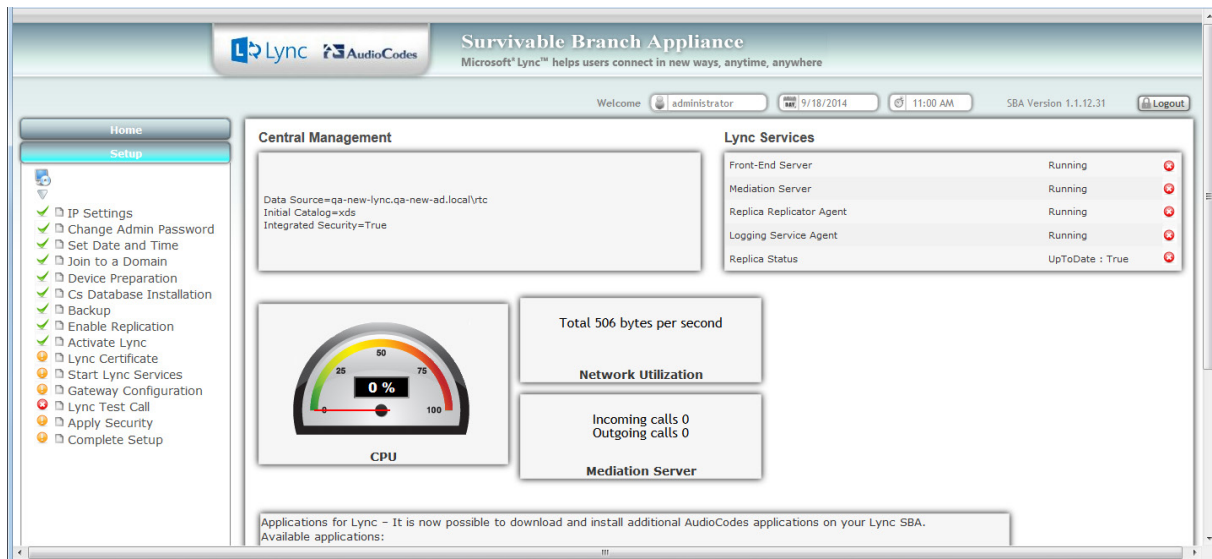 Lync AudioCodes
Survivable Branch Appliance
Microsoft® Lync™ helps users connect in new ways, anytime, anywhere
Welcome administrator 9/18/2014 11:00 AM SBA Version 1.1.12.31 Logout
Home
Setup
IP Settings
Change Admin Password
Set Date and Time
Join to a Domain
Device Preparation
Cs Database Installation
Backup
Enable Replication
Activate Lync
Lync Certificate
Start Lync Services
Gateway Configuration
Lync Test Call
Apply Security
Complete Setup
Central Management
Data Source=qa-new-lync.qa-new-ad.local\rtc
Initial Catalog=xds
Integrated Security=True
Lync Services
Front-End Server Running
Mediation Server Running
Replica Replicator Agent Running
Logging Service Agent Running
Replica Status UpToDate : True
0 25 50 75 100
0 %
CPU
Total 506 bytes per second
Network Utilization
Incoming calls 0
Outgoing calls 0
Mediation Server
Applications for Lync – It is now possible to download and install additional AudioCodes applications on your Lync SBA.
Available applications: